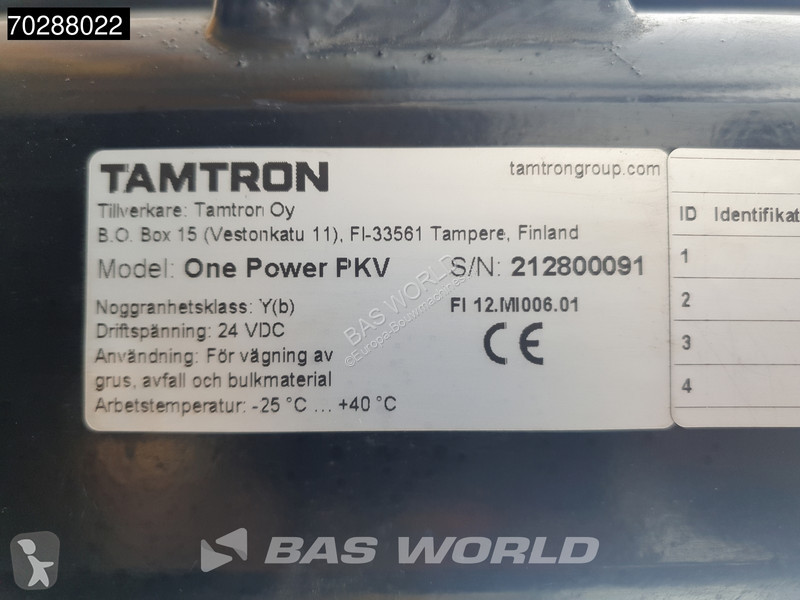 70288022
TAMTRON
tamtrongroup.com
Tillverkare: Tamtron Oy
B.O. Box 15 (Vestonkatu 11), FI-33561 Tampere, Finland
Model: One Power PKV S/N: 212800091
Noggranhetsklass: Y(b) FI 12.MI006.01
Driftspänning: 24 VDC
CE
Användning: För vägning av
grus, avfall och bulkmaterial
Arbetstemperatur: -25 °C ... +40 °C
ID Identifikat
1
2
3
4
BAS WORLD
©Europa-Bouwmachines
BAS WORLD